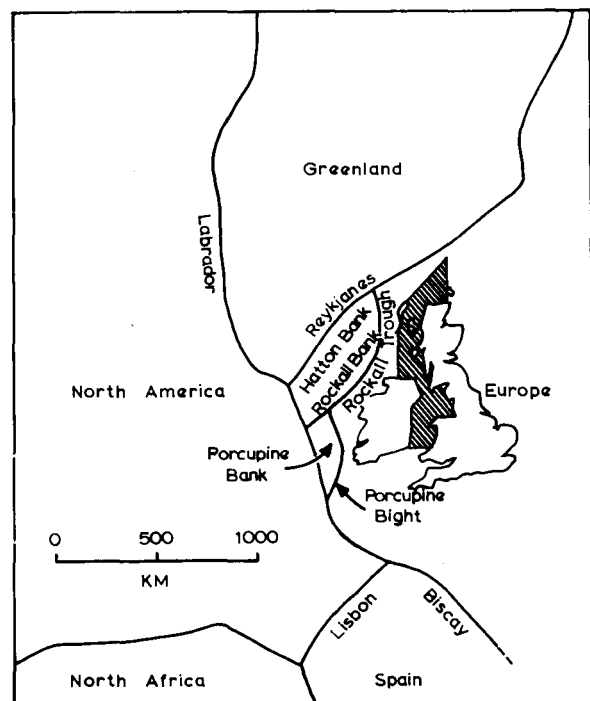 Greenland
Labrador
Reykjanes
Hatton Bank
Rockall Bank
Rockall Trough
North America
Europe
Porcupine
Bank
Porcupine
Bight
0 500 1000
KM
Lisbon
Biscay
North Africa
Spain